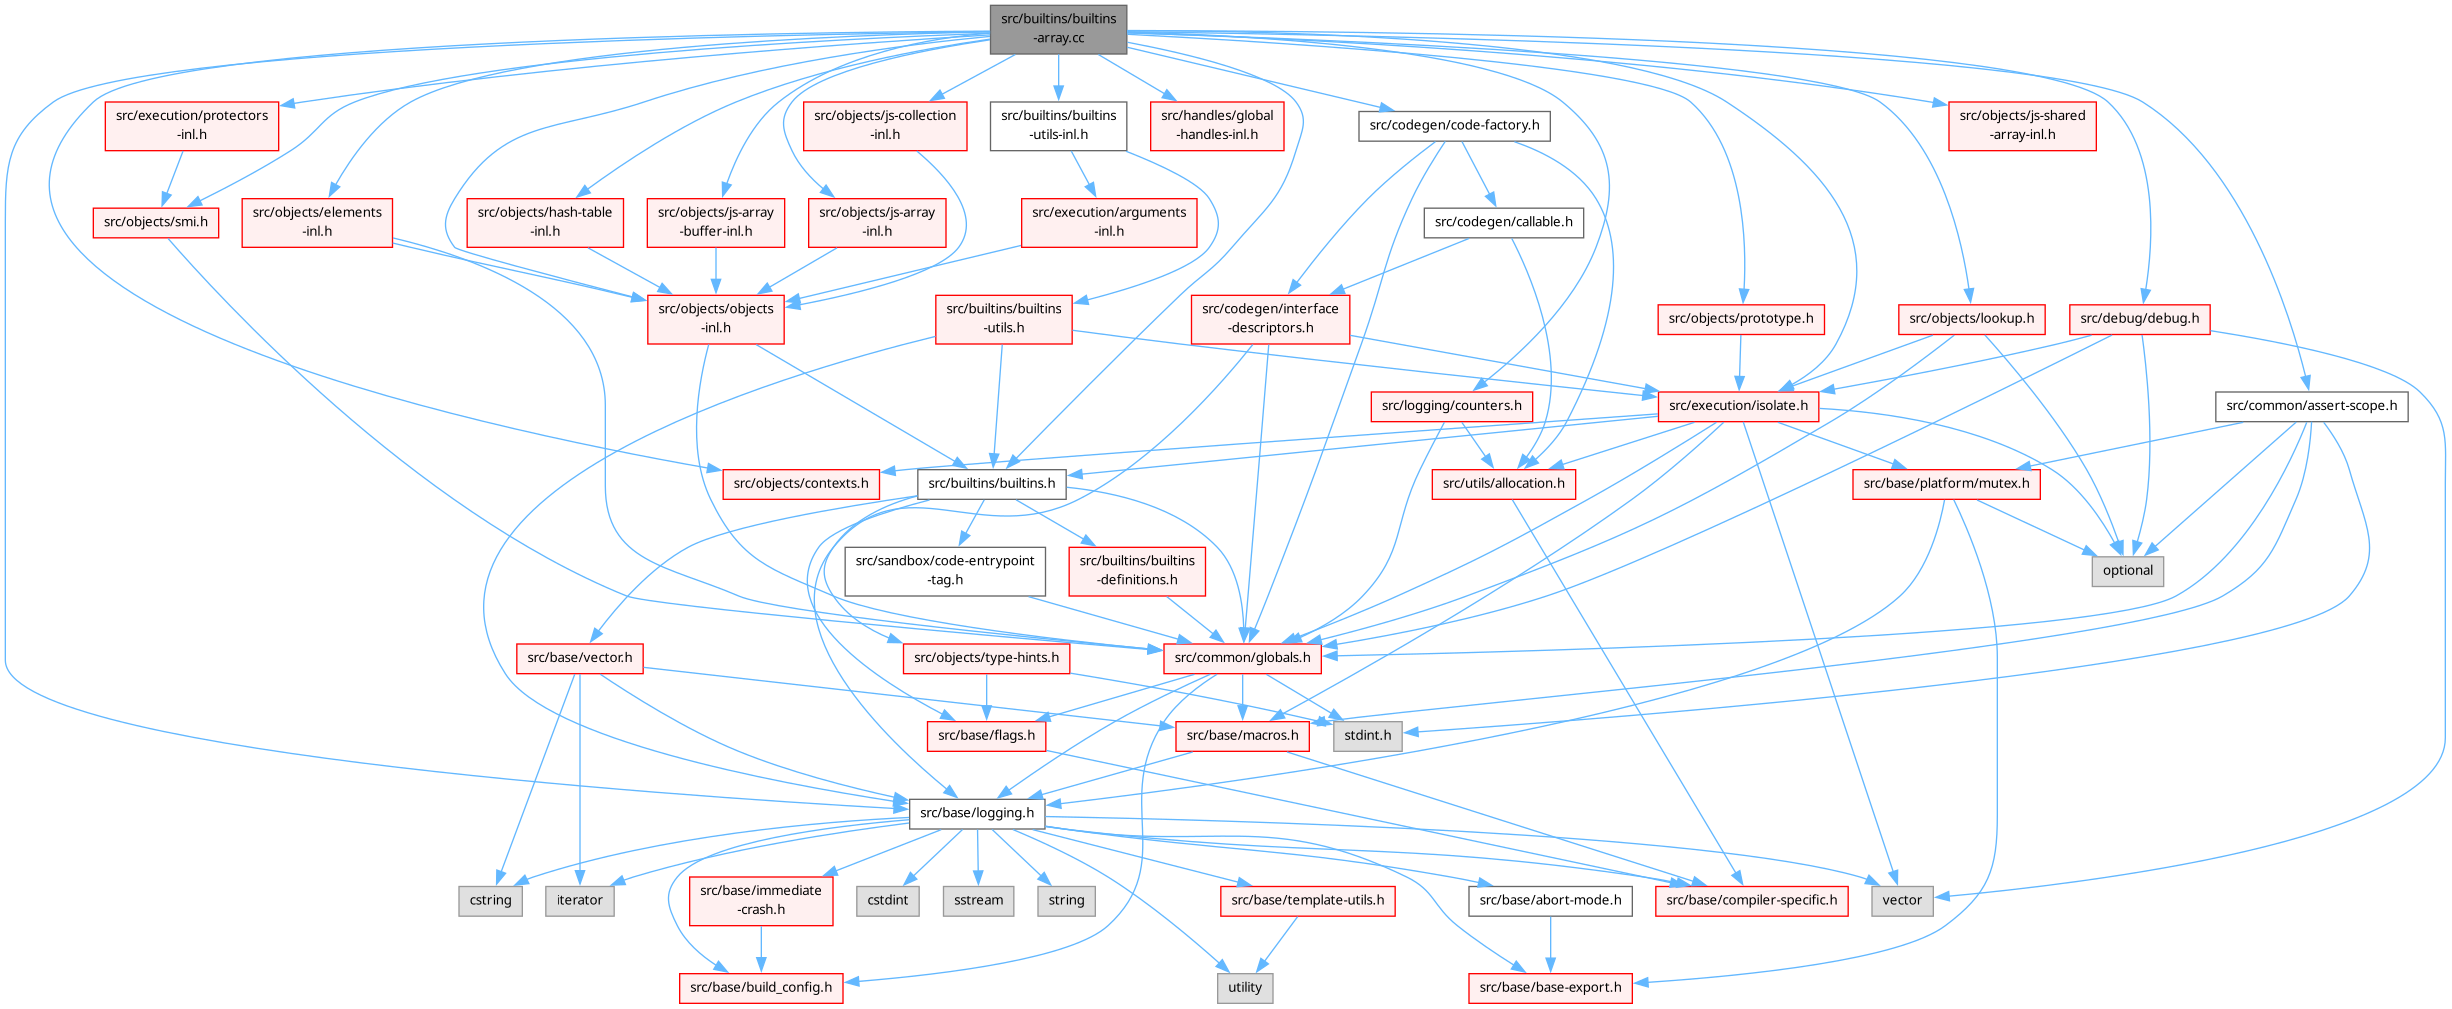 src/builtins/builtins
-array.cc
src/execution/protectors
-inl.h
src/objects/js-collection
-inl.h
src/builtins/builtins
-utils-inl.h
src/handles/global
-handles-inl.h
src/codegen/code-factory.h
src/objects/js-shared
-array-inl.h
src/objects/smi.h
src/objects/elements
-inl.h
src/objects/hash-table
-inl.h
src/objects/js-array
-buffer-inl.h
src/objects/js-array
-inl.h
src/execution/arguments
-inl.h
src/codegen/callable.h
src/objects/objects
-inl.h
src/builtins/builtins
-utils.h
src/codegen/interface
-descriptors.h
src/objects/prototype.h
src/objects/lookup.h
src/debug/debug.h
src/logging/counters.h
src/execution/isolate.h
src/common/assert-scope.h
src/objects/contexts.h
src/builtins/builtins.h
src/utils/allocation.h
src/base/platform/mutex.h
src/sandbox/code-entrypoint
-tag.h
src/builtins/builtins
-definitions.h
optional
src/base/vector.h
src/objects/type-hints.h
src/common/globals.h
src/base/flags.h
src/base/macros.h
stdint.h
src/base/logging.h
cstring
iterator
src/base/immediate
-crash.h
cstdint
sstream
string
src/base/template-utils.h
src/base/abort-mode.h
src/base/compiler-specific.h
vector
src/base/build_config.h
utility
src/base/base-export.h